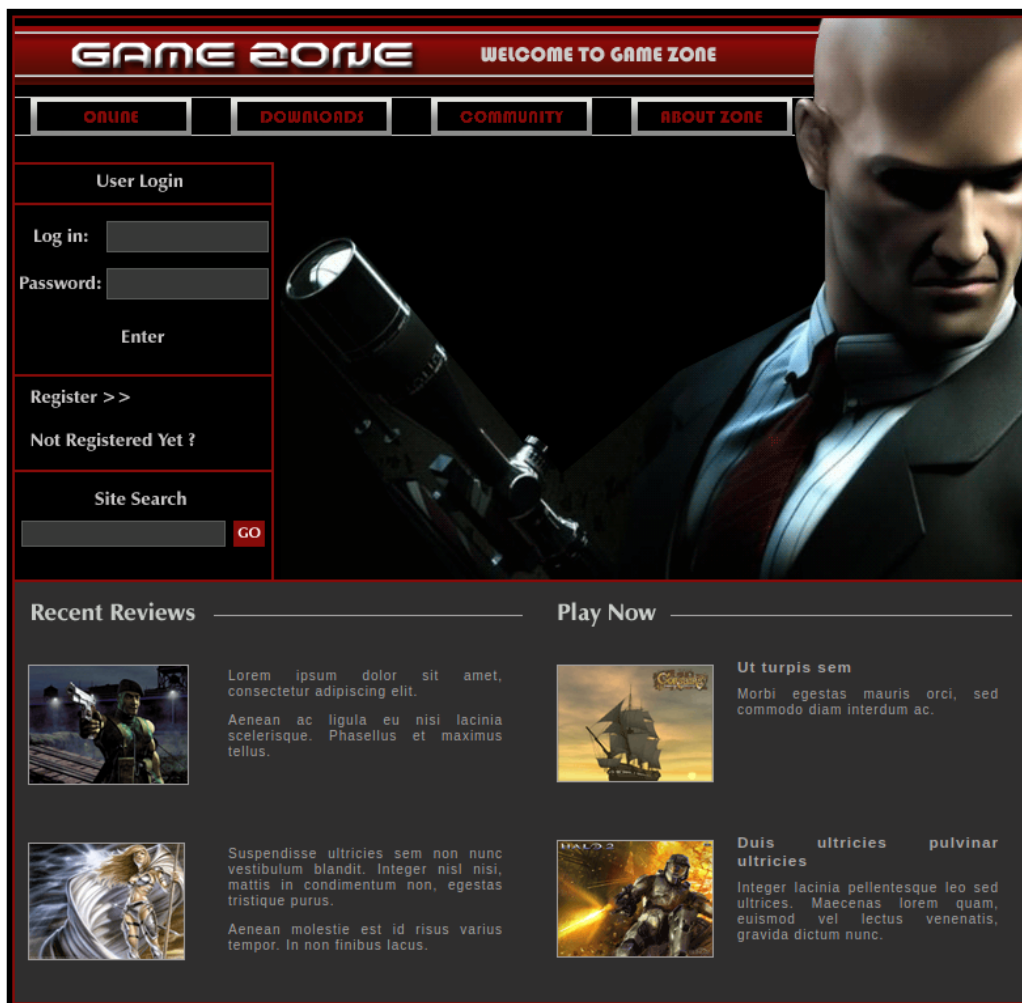 GAME ZONE
WELCOME TO GAME ZONE
ONLINE
DOWNLOADS
COMMUNITY
ABOUT ZONE
User Login
Log in:
Password:
Enter
Register >>
Not Registered Yet ?
Site Search
GO
Recent Reviews
Lorem ipsum dolor sit amet,
consectetur adipiscing elit.
Aenean ac ligula eu nisi lacinia
scelerisque. Phasellus et maximus
tellus.
Suspendisse ultricies sem non nunc
vestibulum blandit. Integer nisl nisi,
mattis in condimentum non, egestas
tristique purus.
Aenean molestie est id risus varius
tempor. In non finibus lacus.
Play Now
Ut turpis sem
Morbi egestas mauris orci, sed
commodo diam interdum ac.
HALO 2
Duis ultricies pulvinar
ultricies
Integer lacinia pellentesque leo sed
ultrices. Maecenas lorem quam,
euismod vel lectus venenatis,
gravida dictum nunc.